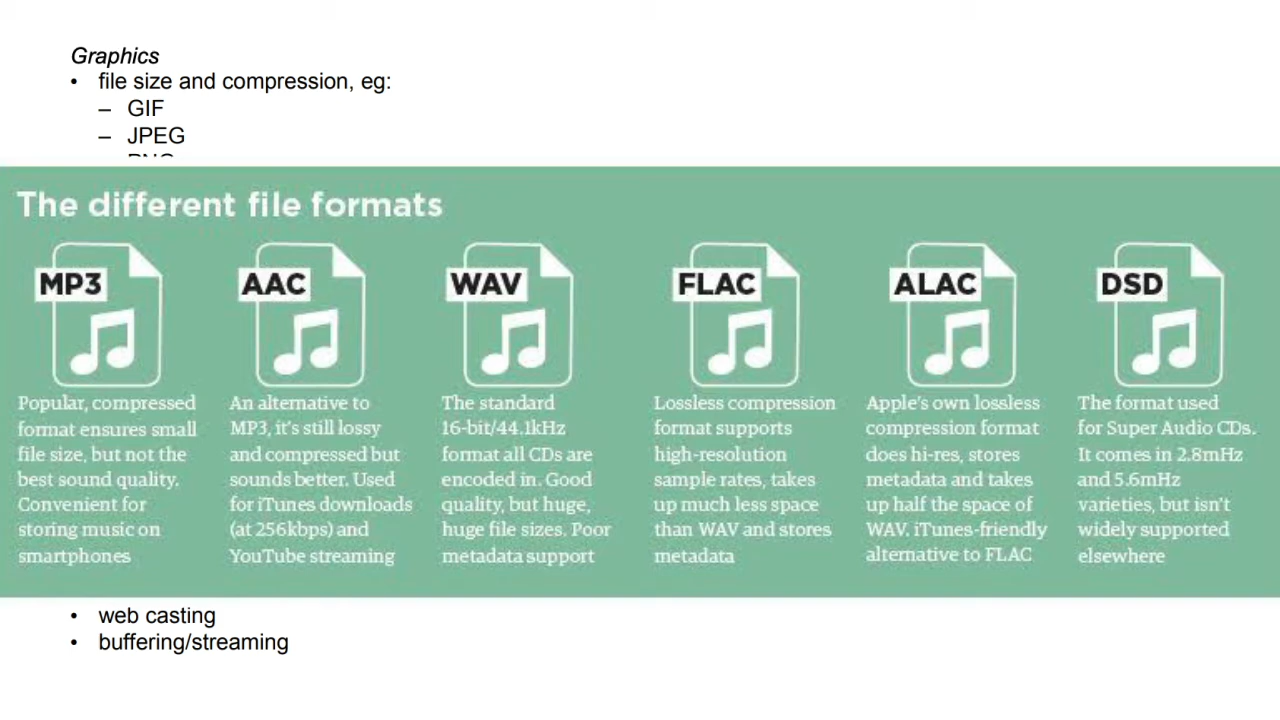 Graphics
• file size and compression, eg:
– GIF
– JPEG
The different file formats
MP3
AAC
WAV
FLAC
ALAC
DSD
Popular, compressed
format ensures small
file size, but not the
best sound quality.
Convenient for
storing music on
smartphones
An alternative to
MP3, it's still lossy
and compressed but
sounds better. Used
for iTunes downloads
(at 256kbps) and
YouTube streaming
The standard
16-bit/44.1kHz
format all CDs are
encoded in. Good
quality, but huge,
huge file sizes. Poor
metadata support
Lossless compression
format supports
high-resolution
sample rates, takes
up much less space
than WAV and stores
metadata
Apple's own lossless
compression format
does hi-res, stores
metadata and takes
up half the space of
WAV. iTunes-friendly
alternative to FLAC
The format used
for Super Audio CDs.
It comes in 2.8mHz
and 5.6mHz
varieties, but isn't
widely supported
elsewhere
• web casting
• buffering/streaming